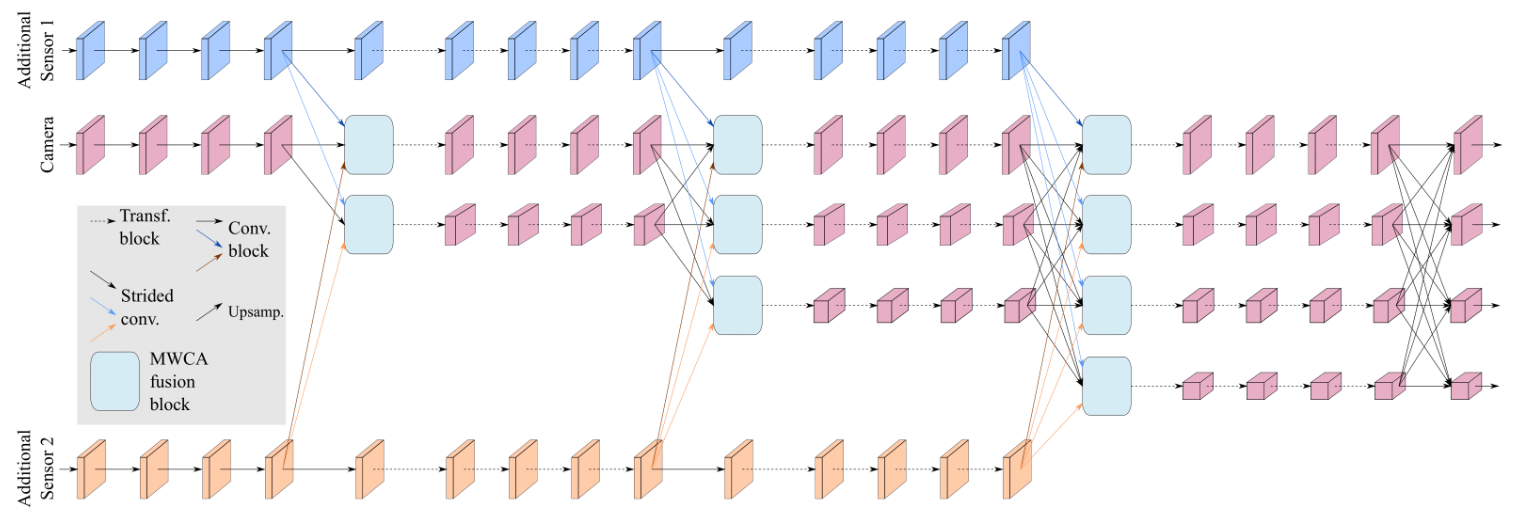 Additional
Sensor 1
Camera
Transf.
block
Conv.
block
Strided
conv.
Upsamp.
MWCA
fusion
block
Additional
Sensor 2